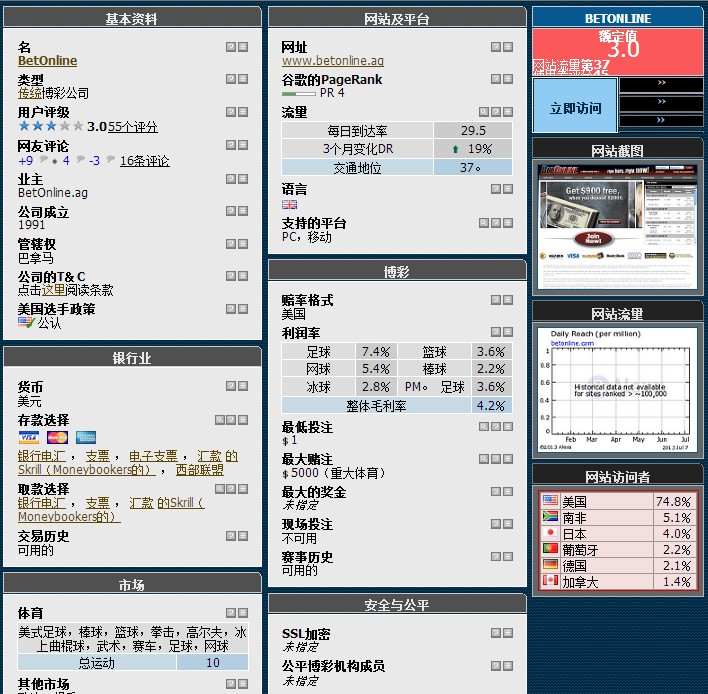 基本资料
名
BetOnline
类型
传统博彩公司
用户评级
3.0 55个评分
网友评论
+9 4 -3 16条评论
业主
BetOnline.ag
公司成立
1991
管辖权
巴拿马
公司的T& C
点击这里阅读条款
美国选手政策
公认
银行业
货币
美元
存款选择
VISA
银行电汇 ， 支票 ， 电子支票 ， 汇款 的
Skrill（Moneybookers的） ， 西部联盟
取款选择
银行电汇 ， 支票 ， 汇款 的Skrill（
Moneybookers的）
交易历史
可用的
市场
体育
美式足球，棒球，篮球，拳击，高尔夫，冰
上曲棍球，武术，赛车，足球，网球
总运动 10
其他市场
网站及平台
网址
www.betonline.ag
谷歌的PageRank
PR 4
流量
每日到达率 29.5
3个月变化DR 19%
交通地位 37。
语言
支持的平台
PC，移动
博彩
赔率格式
美国
利润率
足球 7.4% 篮球 3.6%
网球 5.4% 棒球 2.2%
冰球 2.8% PM。 足球 3.6%
整体毛利率 4.2%
最低投注
$ 1
最大赌注
$ 5000（重大体育）
最大的奖金
未指定
现场投注
不可用
赛事历史
可用的
安全与公平
SSL加密
未指定
公平博彩机构成员
未指定
BETONLINE
额定值
3.0
网站流量第37
立即访问
>>
>>
>>
网站截图
BETONLINE
Get $900 free,
when you deposit $200
Join
Now!
VISA
网站流量
Daily Reach (per million)
betonline.com
1
0.8
0.6
0.4
0.2
0
Historical data not available
for sites ranked > ~100,000
Feb Mar Apr May Jun Jul
©2013 Alexa 2013 Jul 7
网站访问者
美国 74.8%
南非 5.1%
日本 4.0%
葡萄牙 2.2%
德国 2.1%
加拿大 1.4%